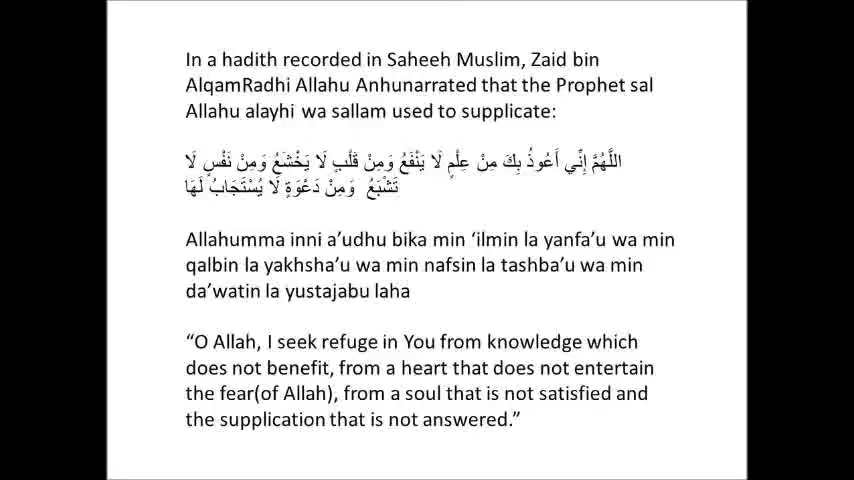 In a hadith recorded in Saheeh Muslim, Zaid bin
AlqamRadhi Allahu Anhunarrated that the Prophet sal
Allahu alayhi wa sallam used to supplicate:
اللَّهُمَّ إِنِّي أَعُوذُ بِكَ مِنْ عِلْمٍ لَا يَنْفَعُ وَمِنْ قَلْبٍ لَا يَخْشَعُ وَمِنْ نَفْسٍ لَا
تَشْبَعُ وَمِنْ دَعْوَةٍ لَا يُسْتَجَابُ لَهَا
Allahumma inni a’udhu bika min ‘ilmin la yanfa’u wa min
qalbin la yakhsha’u wa min nafsin la tashba’u wa min
da’watin la yustajabu laha
“O Allah, I seek refuge in You from knowledge which
does not benefit, from a heart that does not entertain
the fear(of Allah), from a soul that is not satisfied and
the supplication that is not answered.”